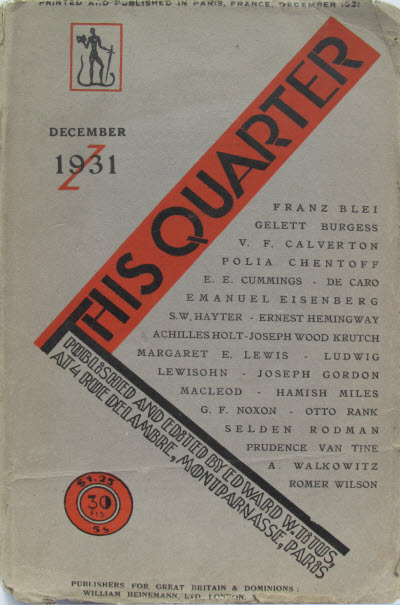 PRINTED AND PUBLISHED IN PARIS, FRANCE, DECEMBER 1931
DECEMBER
1931
THIS QUARTER
FRANZ BLEI
GELETT BURGESS
V. F. CALVERTON
POLIA CHENTOFF
E. E. CUMMINGS - DE CARO
EMANUEL EISENBERG
S.W. HAYTER - ERNEST HEMINGWAY
ACHILLES HOLT - JOSEPH WOOD KRUTCH
MARGARET E. LEWIS - LUDWIG
LEWISOHN - JOSEPH GORDON
MACLEOD - HAMISH MILES
G. F. NOXON - OTTO RANK
SELDEN RODMAN
PRUDENCE VAN TINE
A. WALKOWITZ
ROMER WILSON
PUBLISHED AND EDITED BY EDWARD W. TITUS,
AT 4 RUE DELAMBRE, MONTPARNASSE, PARIS
$1.25
30
FRS
5s
PUBLISHERS FOR GREAT BRITAIN & DOMINIONS:
WILLIAM HEINEMANN, LTD. LONDON.